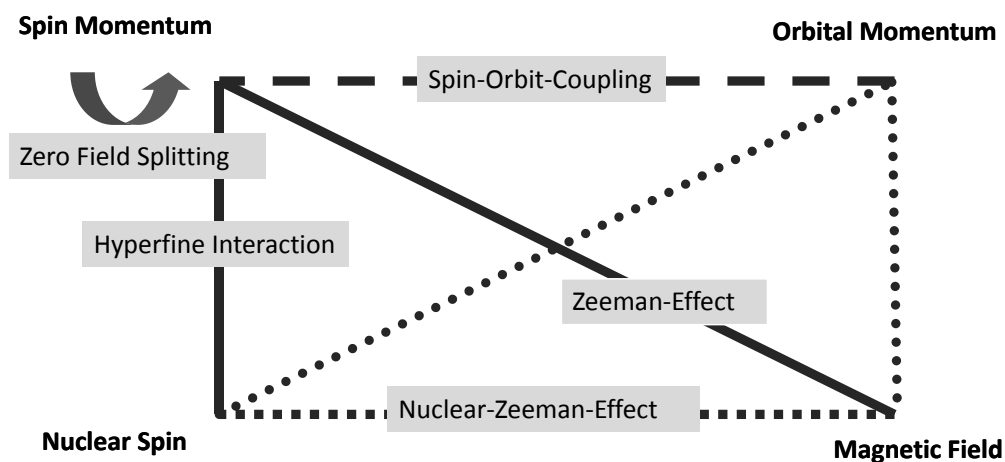 Spin Momentum
Orbital Momentum
Spin-Orbit-Coupling
Zero Field Splitting
Hyperfine Interaction
Zeeman-Effect
Nuclear-Zeeman-Effect
Nuclear Spin
Magnetic Field